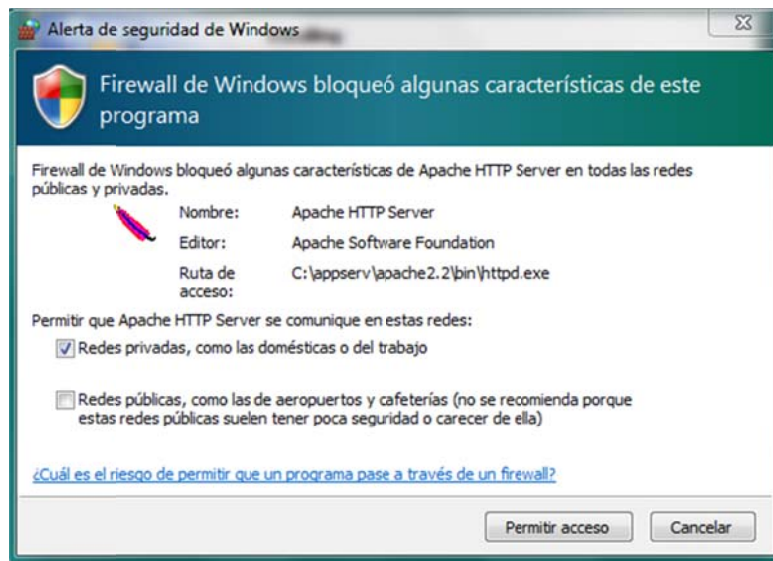 Alerta de seguridad de Windows
Firewall de Windows bloqueó algunas características de este
programa
Firewall de Windows bloqueó algunas características de Apache HTTP Server en todas las redes
públicas y privadas.
Nombre: Apache HTTP Server
Editor: Apache Software Foundation
Ruta de acceso: C:\appserv\apache2.2\bin\httpd.exe
Permitir que Apache HTTP Server se comunique en estas redes:
Redes privadas, como las domésticas o del trabajo
Redes públicas, como las de aeropuertos y cafeterías (no se recomienda porque
estas redes públicas suelen tener poca seguridad o carecer de ella)
¿Cuál es el riesgo de permitir que un programa pase a través de un firewall?
Permitir acceso Cancelar